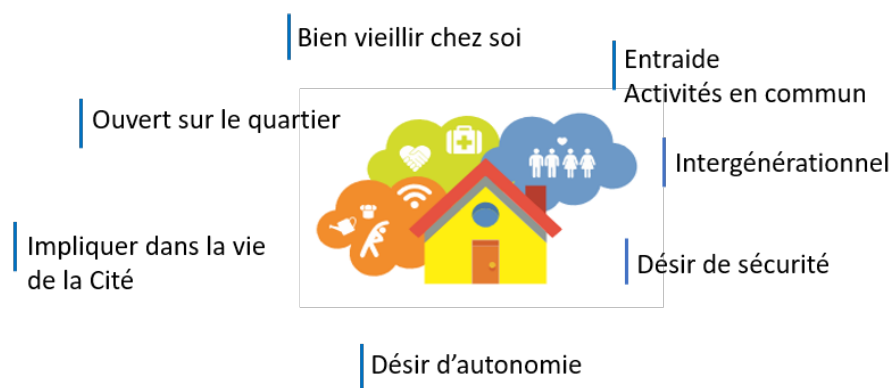 Bien vieillir chez soi
Entraide
Activités en commun
Ouvert sur le quartier
Intergénérationnel
Impliquer dans la vie
de la Cité
Désir de sécurité
Désir d’autonomie